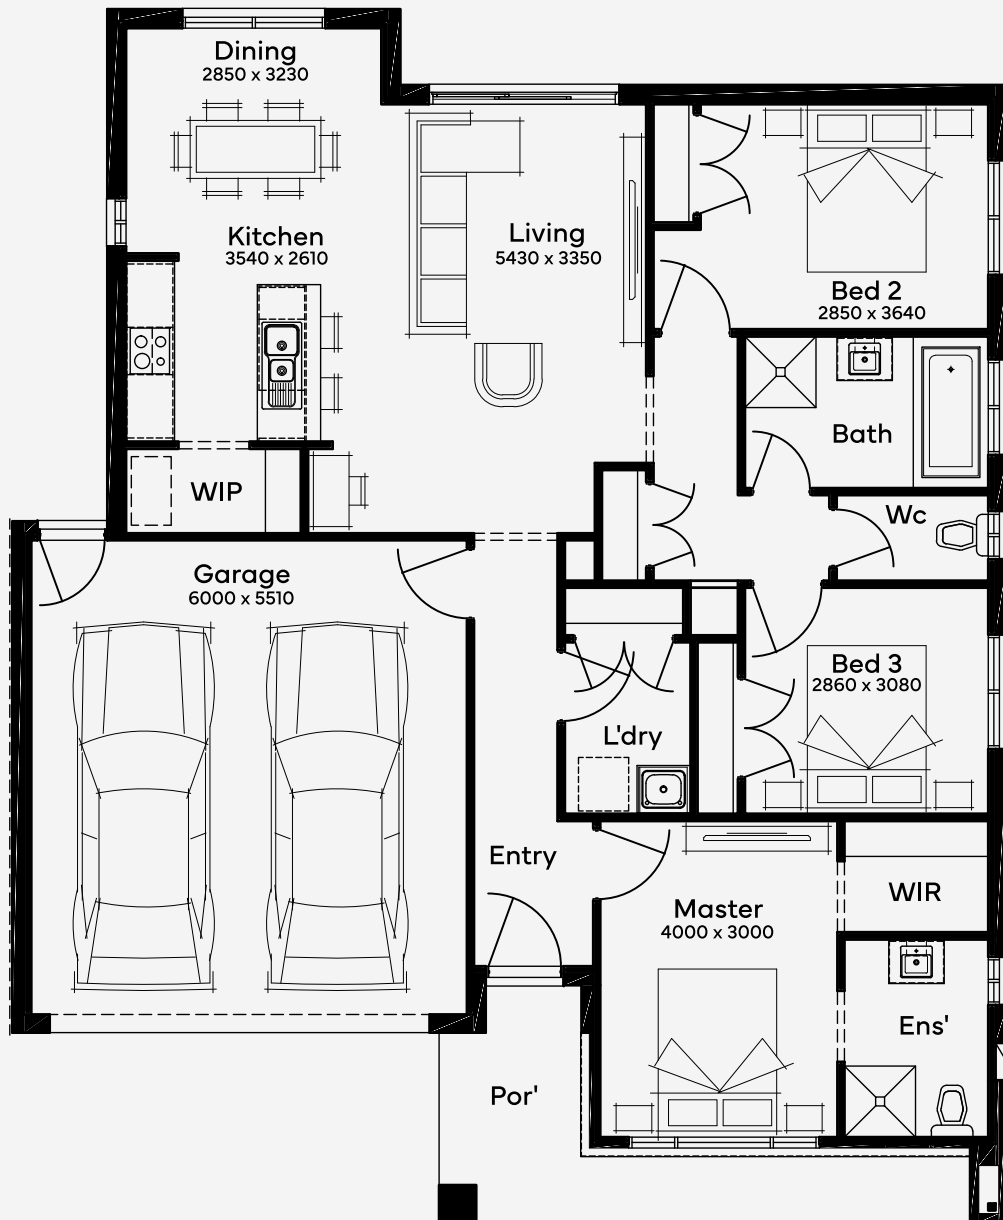 Dining
2850 x 3230
Kitchen
3540 x 2610
Living
5430 x 3350
Bed 2
2850 x 3640
Bath
WIP
Wc
Garage
6000 x 5510
Bed 3
2860 x 3080
L'dry
Entry
WIR
Master
4000 x 3000
Ens'
Por'